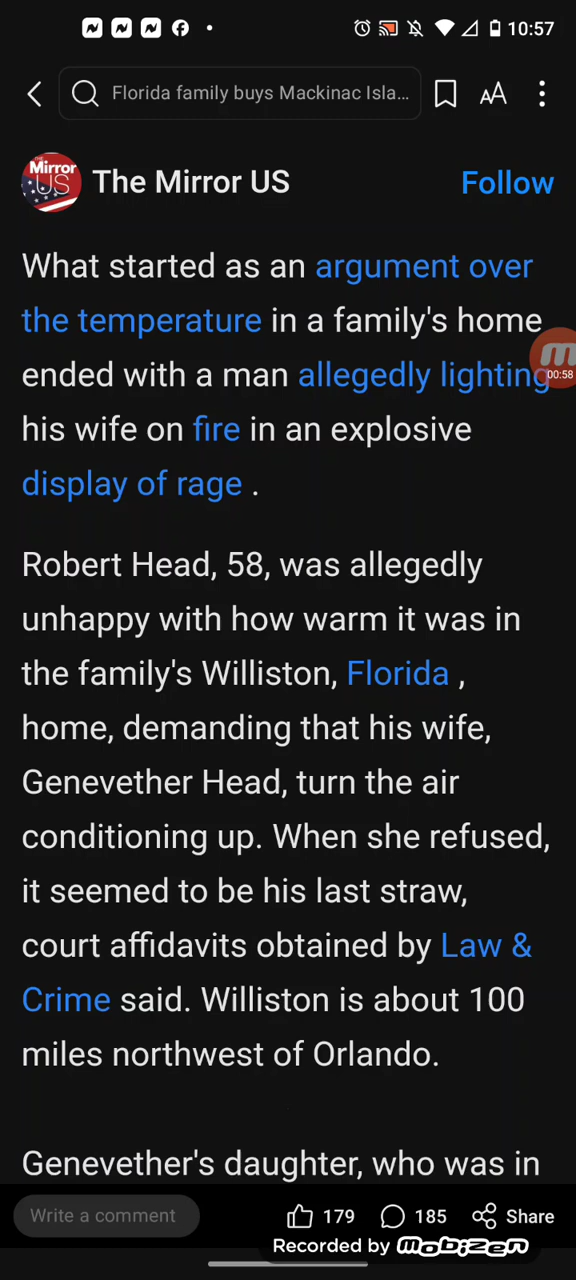 10:57
Florida family buys Mackinac Isla...
Mirror
US
The Mirror US
Follow
What started as an argument over
the temperature in a family's home
ended with a man allegedly lighting
00:58
his wife on fire in an explosive
display of rage .
Robert Head, 58, was allegedly
unhappy with how warm it was in
the family's Williston, Florida ,
home, demanding that his wife,
Genevether Head, turn the air
conditioning up. When she refused,
it seemed to be his last straw,
court affidavits obtained by Law &
Crime said. Williston is about 100
miles northwest of Orlando.
Genevether's daughter, who was in
Write a comment
179
185
Share
Recorded by mobizen